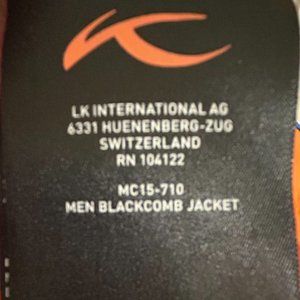 LK INTERNATIONAL AG
6331 HUENENBERG-ZUG
SWITZERLAND
RN 104122
MC15-710
MEN BLACKCOMB JACKET